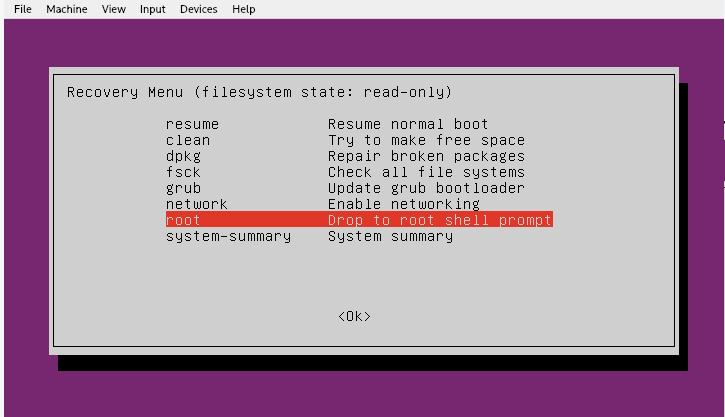 File Machine View Input Devices Help
Recovery Menu (filesystem state: read-only)
resume Resume normal boot
clean Try to make free space
dpkg Repair broken packages
fsck Check all file systems
grub Update grub bootloader
network Enable networking
root Drop to root shell prompt
system-summary System summary
<Ok>